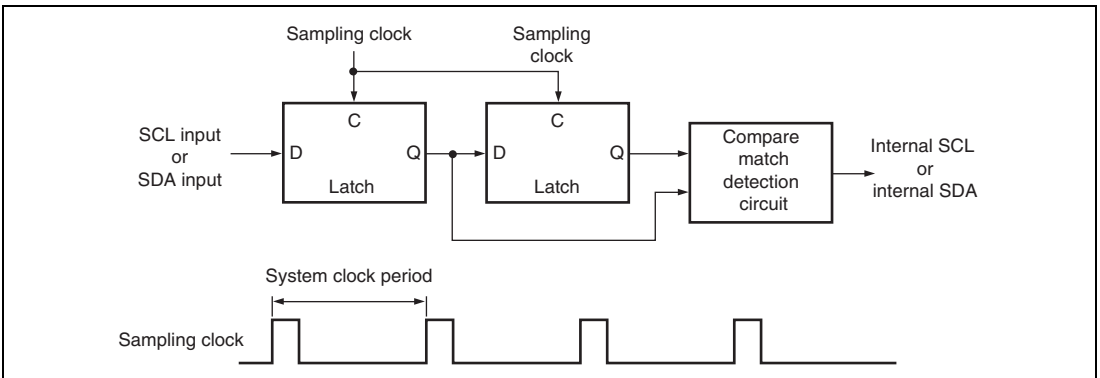 Sampling clock
Sampling
clock
SCL input
or
SDA input
C
D
Q
Latch
C
D
Q
Latch
Compare
match
detection
circuit
Internal SCL
or
internal SDA
System clock period
Sampling clock